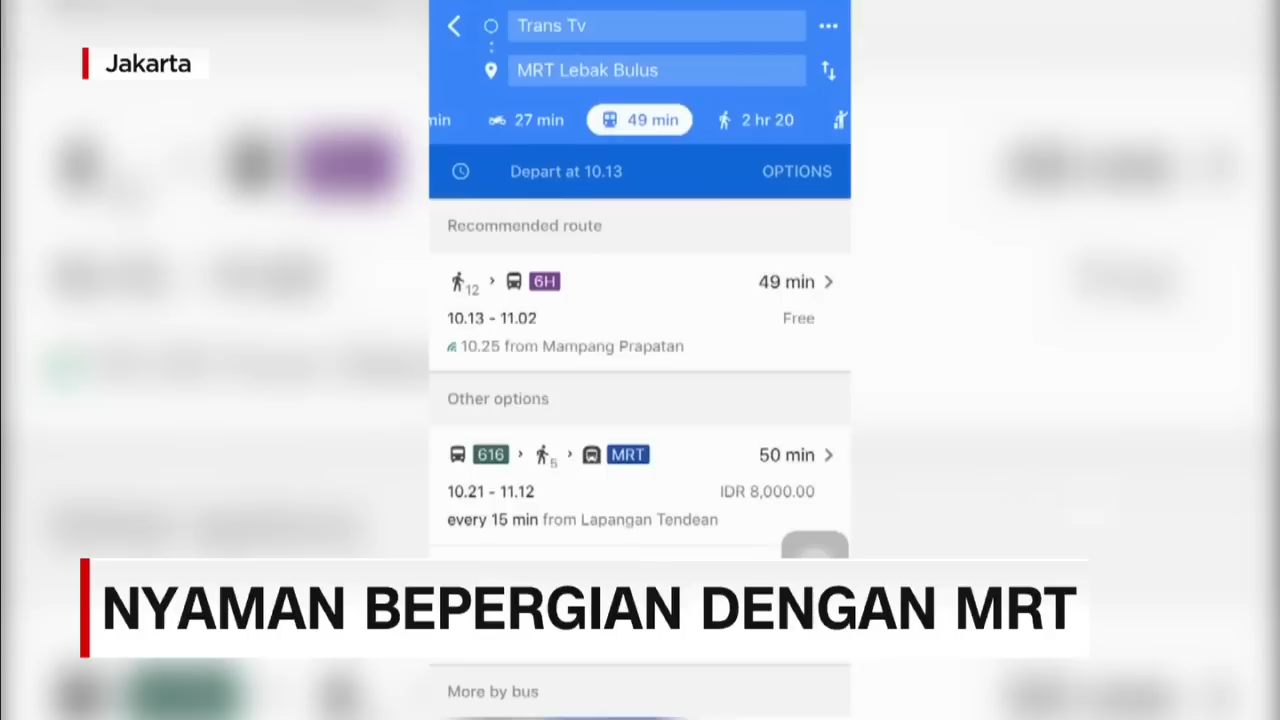 Jakarta
Trans Tv
MRT Lebak Bulus
min 27 min 49 min 2 hr 20
Depart at 10.13 OPTIONS
Recommended route
12 6H 49 min
10.13 - 11.02 Free
10.25 from Mampang Prapatan
Other options
616 5 MRT 50 min
10.21 - 11.12 IDR 8,000.00
every 15 min from Lapangan Tendean
NYAMAN BEPERGIAN DENGAN MRT
More by bus